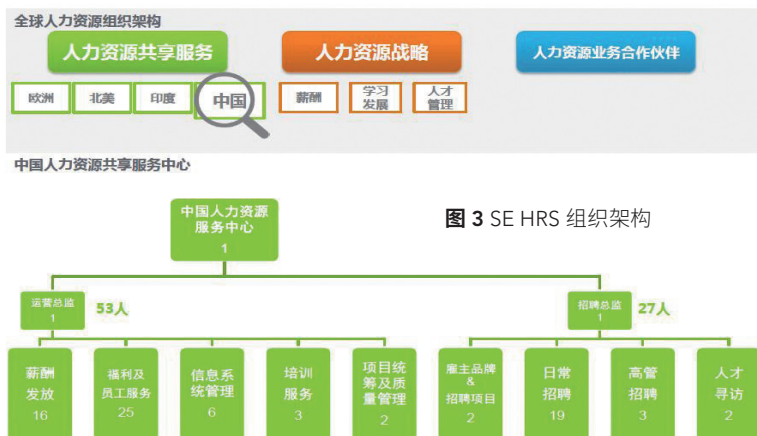 全球人力资源组织架构
人力资源共享服务
人力资源战略
人力资源业务合作伙伴
欧洲
北美
印度
中国
薪酬
学习
发展
人才
管理
中国人力资源共享服务中心
中国人力资源
服务中心
1
图 3 SE HRS 组织架构
运营总监
1
53人
招聘总监
1
27人
薪酬
发放
16
福利及
员工服务
25
信息系
统管理
6
培训
服务
3
项目统
筹及质
量管理
2
雇主品牌
&
招聘项目
2
日常
招聘
19
高管
招聘
3
人才
寻访
2